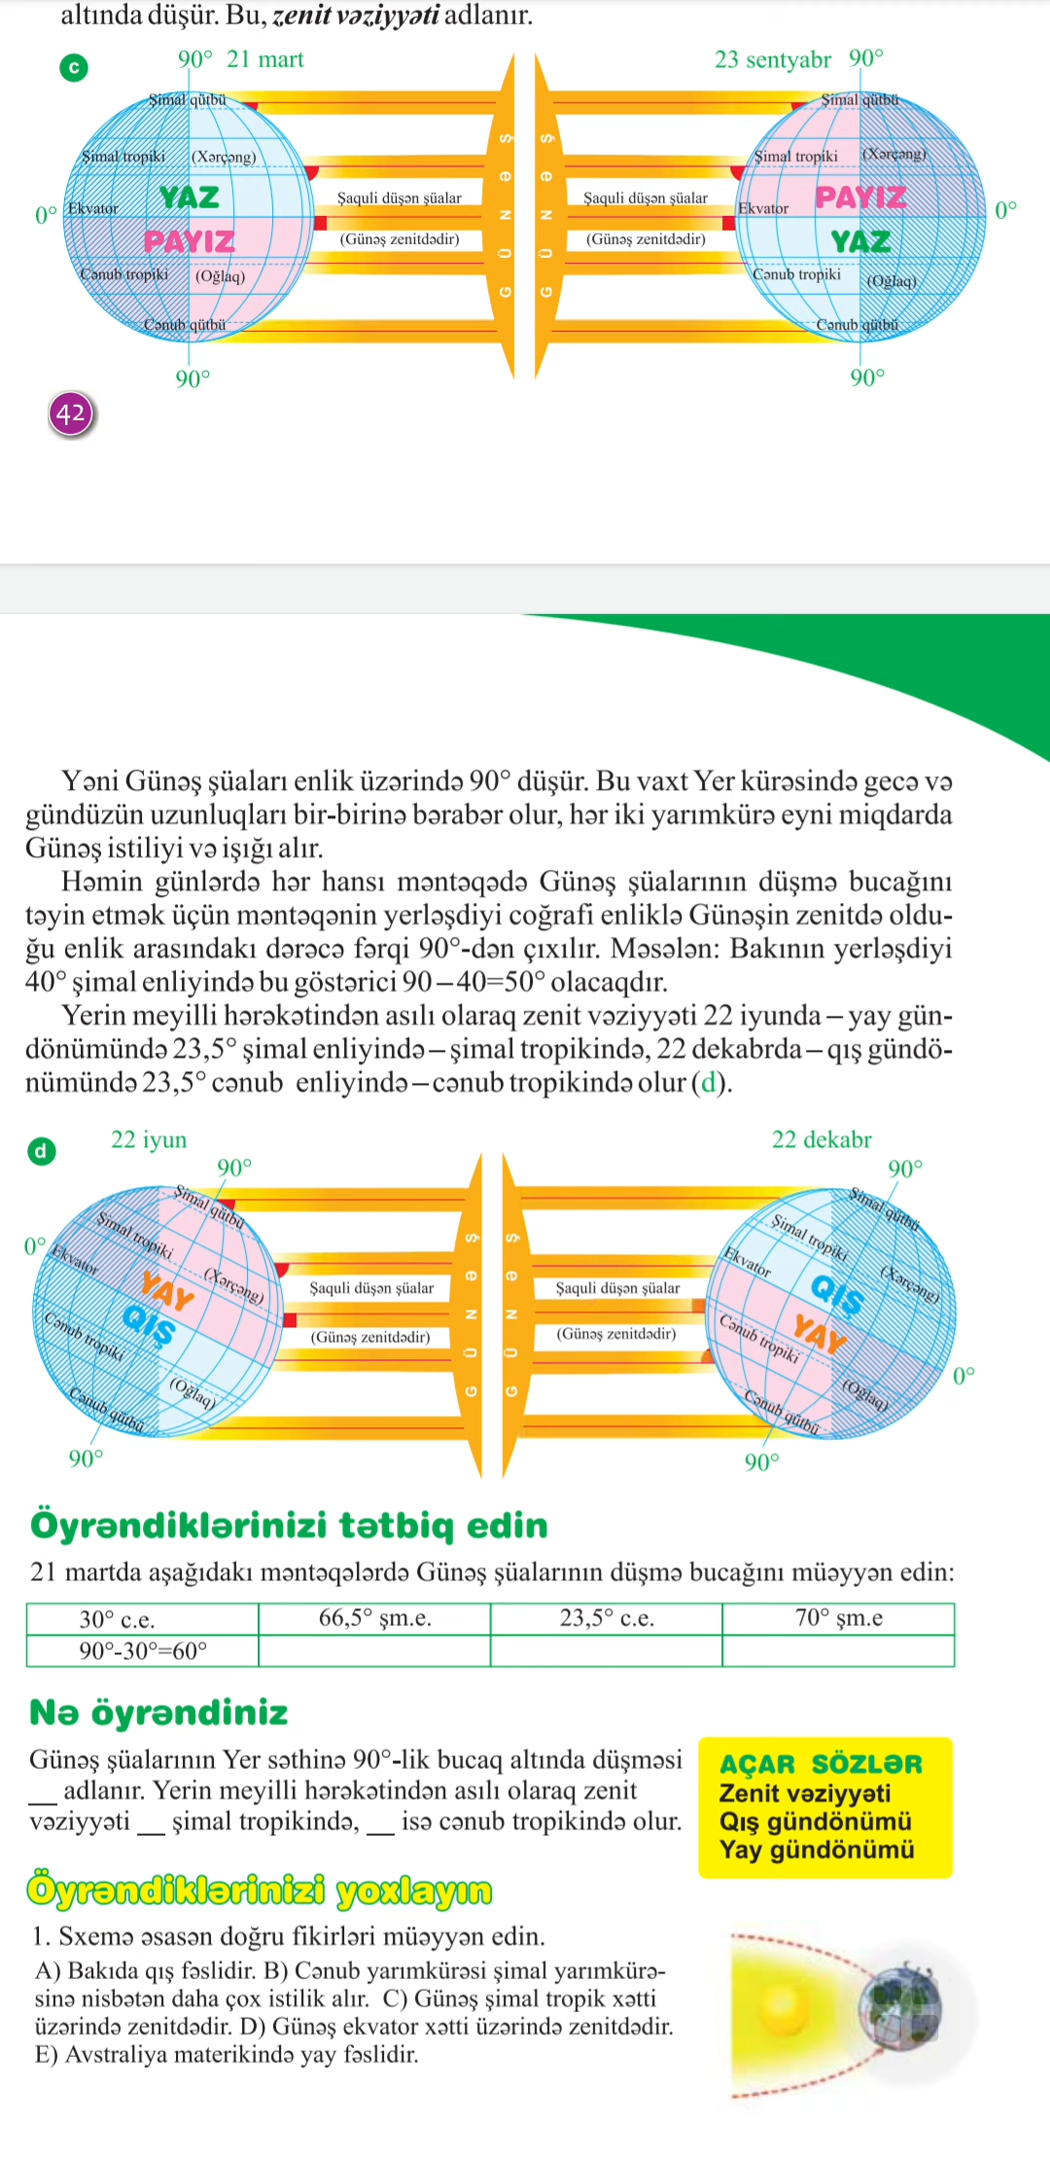 altında düşür. Bu, zenit vəziyyəti adlanır.
c
90° 21 mart
23 sentyabr 90°
Şimal qütbü
Şimal tropiki (Xərçəng)
YAZ
0° Ekvator
PAYIZ
Cənub tropiki (Oğlaq)
Cənub qütbü
90°
Şaquli düşən şüalar
(Günəş zenitdədir)
GÜNƏŞ
GÜNƏŞ
Şaquli düşən şüalar
(Günəş zenitdədir)
Şimal qütbü
Şimal tropiki (Xərçəng)
PAYIZ
Ekvator 0°
YAZ
Cənub tropiki (Oğlaq)
Cənub qütbü
90°
42
Yəni Günəş şüaları enlik üzərində 90° düşür. Bu vaxt Yer kürəsində gecə və
gündüzün uzunluqları bir-birinə bərabər olur, hər iki yarımkürə eyni miqdarda
Günəş istiliyi və işığı alır.
Həmin günlərdə hər hansı məntəqədə Günəş şüalarının düşmə bucağını
təyin etmək üçün məntəqənin yerləşdiyi coğrafi enliklə Günəşin zenitdə oldu-
ğu enlik arasındakı dərəcə fərqi 90°-dən çıxılır. Məsələn: Bakının yerləşdiyi
40° şimal enliyində bu göstərici 90–40=50° olacaqdır.
Yerin meyilli hərəkətindən asılı olaraq zenit vəziyyəti 22 iyunda – yay gün-
dönümündə 23,5° şimal enliyində – şimal tropikində, 22 dekabrda – qış gündö-
nümündə 23,5° cənub enliyində – cənub tropikində olur (d).
d
22 iyun
22 dekabr
90°
Şimal qütbü
Şimal tropiki (Xərçəng)
0° Ekvator
YAY
QIŞ
Cənub tropiki (Oğlaq)
Cənub qütbü
90°
Şaquli düşən şüalar
(Günəş zenitdədir)
GÜNƏŞ
GÜNƏŞ
Şaquli düşən şüalar
(Günəş zenitdədir)
90°
Şimal qütbü
Şimal tropiki (Xərçəng)
Ekvator
QIŞ
YAY
0°
Cənub tropiki (Oğlaq)
Cənub qütbü
90°
Öyrəndiklərinizi tətbiq edin
21 martda aşağıdakı məntəqələrdə Günəş şüalarının düşmə bucağını müəyyən edin:
30° c.e. 66,5° şm.e. 23,5° c.e. 70° şm.e
90°-30°=60°
Nə öyrəndiniz
Günəş şüalarının Yer səthinə 90°-lik bucaq altında düşməsi
__ adlanır. Yerin meyilli hərəkətindən asılı olaraq zenit
vəziyyəti __ şimal tropikində, __ isə cənub tropikində olur.
AÇAR SÖZLƏR
Zenit vəziyyəti
Qış gündönümü
Yay gündönümü
Öyrəndiklərinizi yoxlayın
1. Sxemə əsasən doğru fikirləri müəyyən edin.
A) Bakıda qış fəslidir. B) Cənub yarımkürəsi şimal yarımkürə-
sinə nisbətən daha çox istilik alır. C) Günəş şimal tropik xətti
üzərində zenitdədir. D) Günəş ekvator xətti üzərində zenitdədir.
E) Avstraliya materikində yay fəslidir.